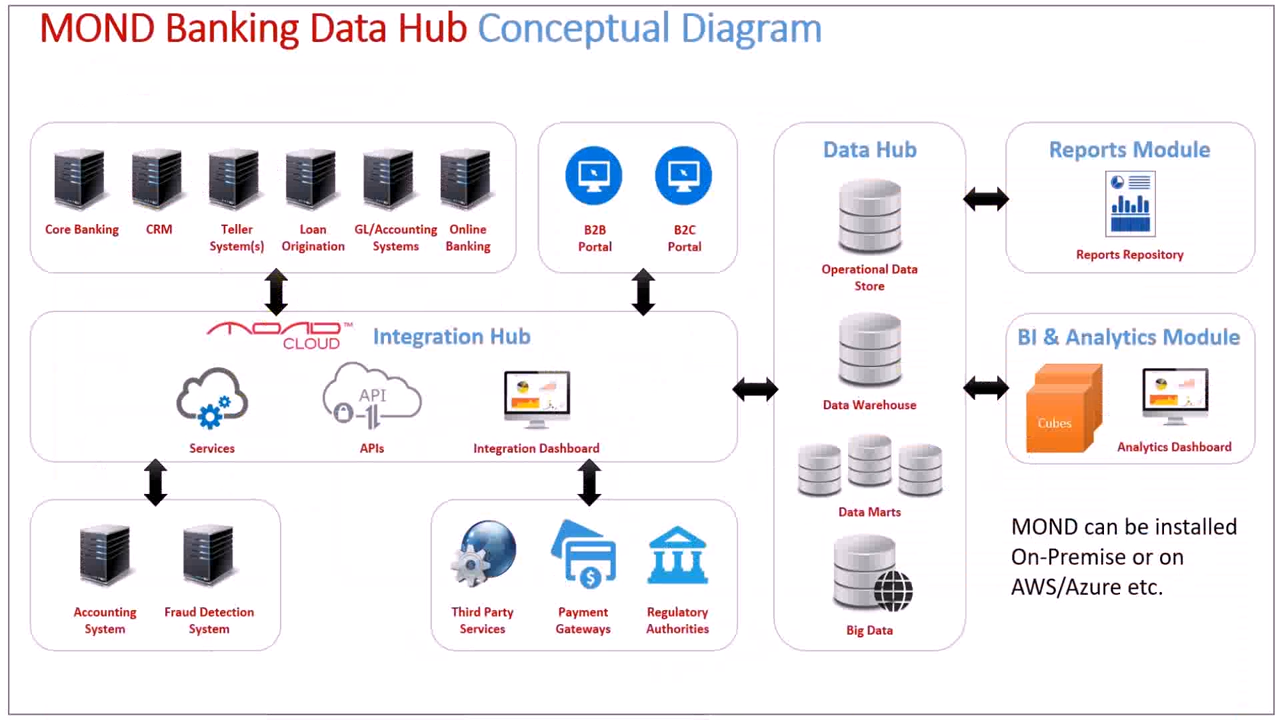 MOND Banking Data Hub Conceptual Diagram
Core Banking
CRM
Teller
System(s)
Loan
Origination
GL/Accounting
Systems
Online
Banking
B2B
Portal
B2C
Portal
MOND™
CLOUD
Integration Hub
API
Services
APIs
Integration Dashboard
Accounting
System
Fraud Detection
System
Third Party
Services
Payment
Gateways
Regulatory
Authorities
Data Hub
Operational Data
Store
Data Warehouse
Data Marts
Big Data
Reports Module
Reports Repository
BI & Analytics Module
Cubes
Analytics Dashboard
MOND can be installed
On-Premise or on
AWS/Azure etc.